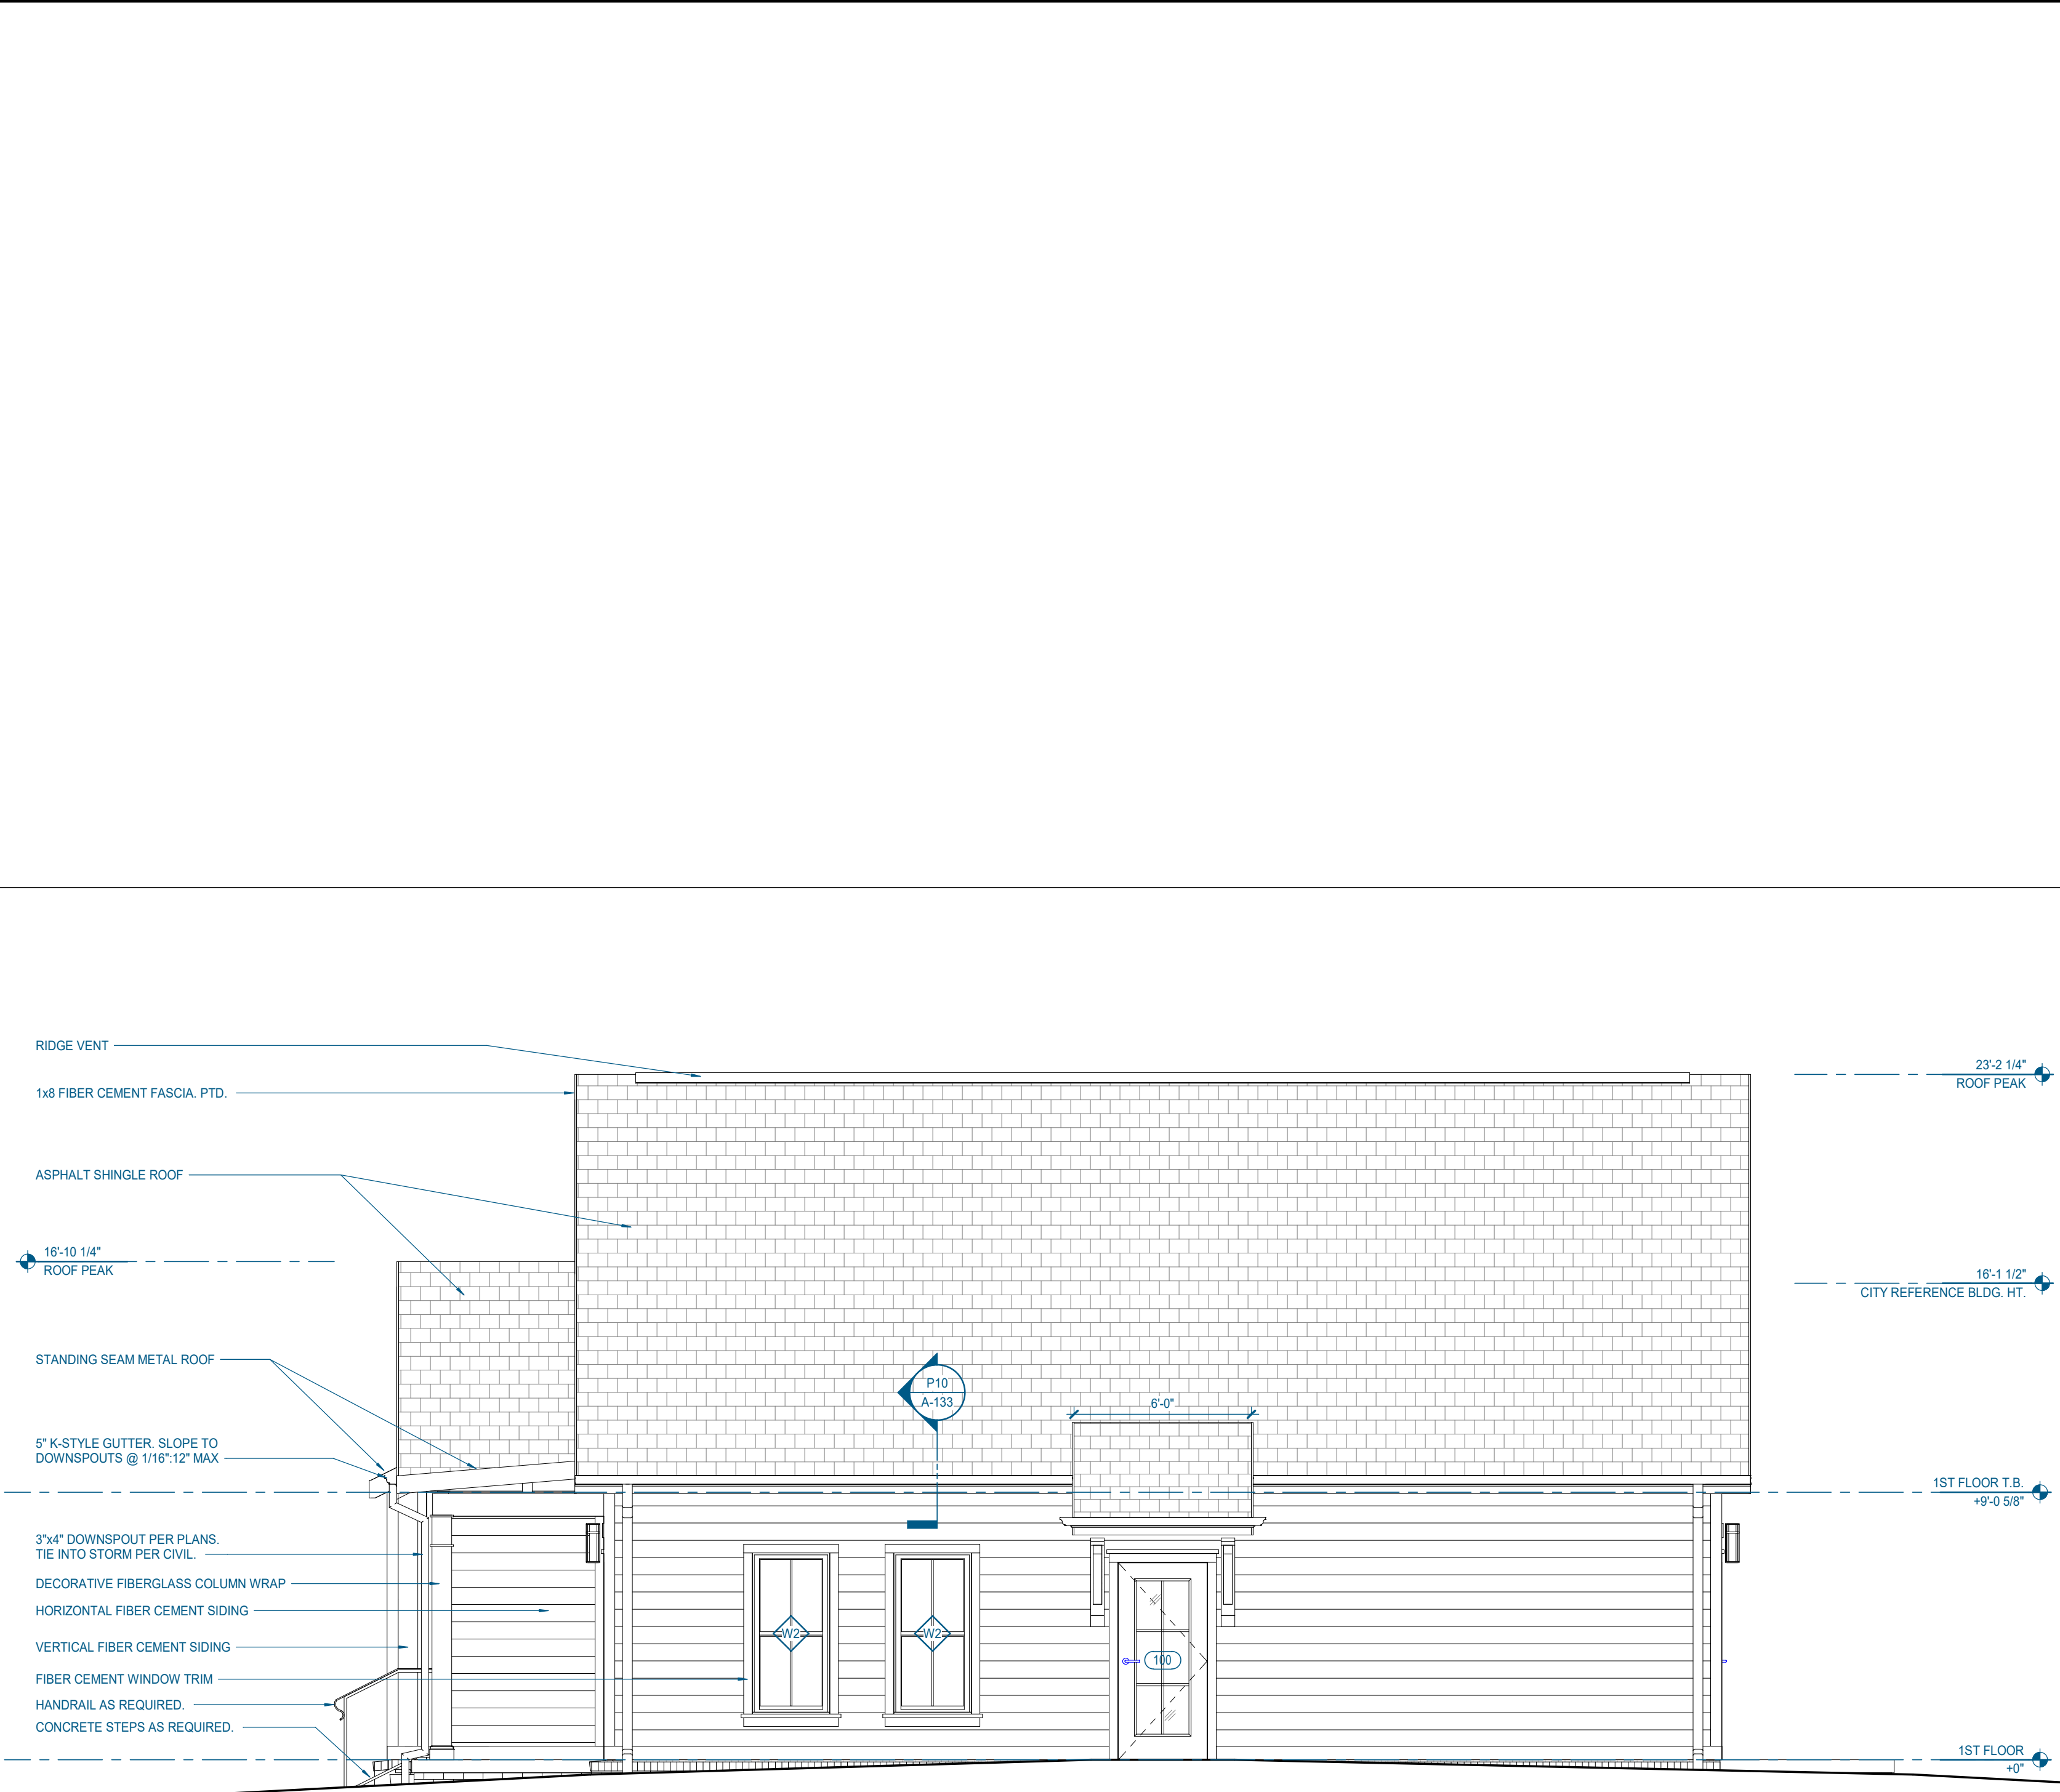 RIDGE VENT
23'-2 1/4"
ROOF PEAK
1x8 FIBER CEMENT FASCIA. PTD.
ASPHALT SHINGLE ROOF
16'-10 1/4"
ROOF PEAK
16'-1 1/2"
CITY REFERENCE BLDG. HT.
STANDING SEAM METAL ROOF
P10
A-133
6'-0"
5" K-STYLE GUTTER. SLOPE TO
DOWNSPOUTS @ 1/16":12" MAX
1ST FLOOR T.B.
+9'-0 5/8"
3"x4" DOWNSPOUT PER PLANS.
TIE INTO STORM PER CIVIL.
DECORATIVE FIBERGLASS COLUMN WRAP
HORIZONTAL FIBER CEMENT SIDING
W2
W2
VERTICAL FIBER CEMENT SIDING
100
FIBER CEMENT WINDOW TRIM
HANDRAIL AS REQUIRED.
CONCRETE STEPS AS REQUIRED.
1ST FLOOR
+0"